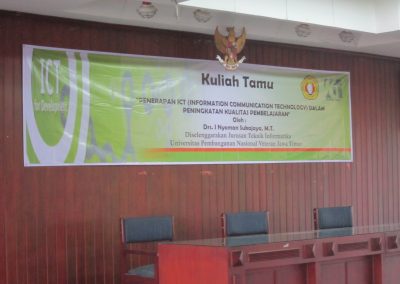 ICT
for Development
Kuliah Tamu
"PENERAPAN ICT (INFORMATION COMMUNICATION TECHNOLOGY) DALAM
PENINGKATAN KUALITAS PEMBELAJARAN"
Oleh :
Drs. I Nyoman Sukajaya, M.T.
Diselenggarakan Jurusan Teknik Informatika
Universitas Pembangunan Nasional Veteran Jawa Timur